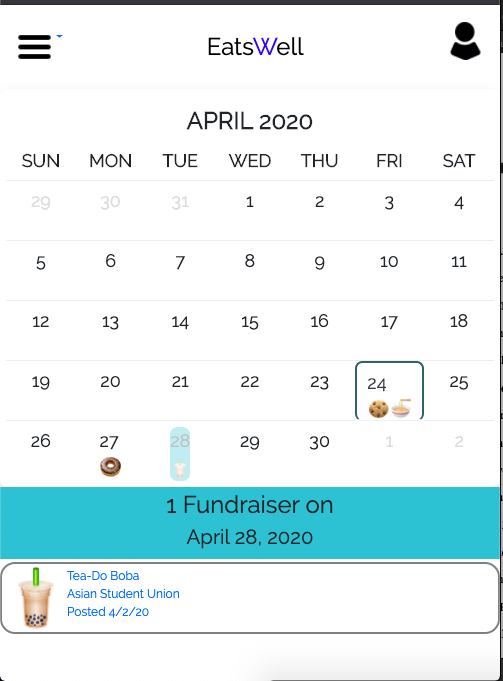 EatsWell
APRIL 2020
SUN MON TUE WED THU FRI SAT
29 30 31 1 2 3 4
5 6 7 8 9 10 11
12 13 14 15 16 17 18
19 20 21 22 23 24 25
26 27 28 29 30 1 2
1 Fundraiser on
April 28, 2020
Tea-Do Boba
Asian Student Union
Posted 4/2/20